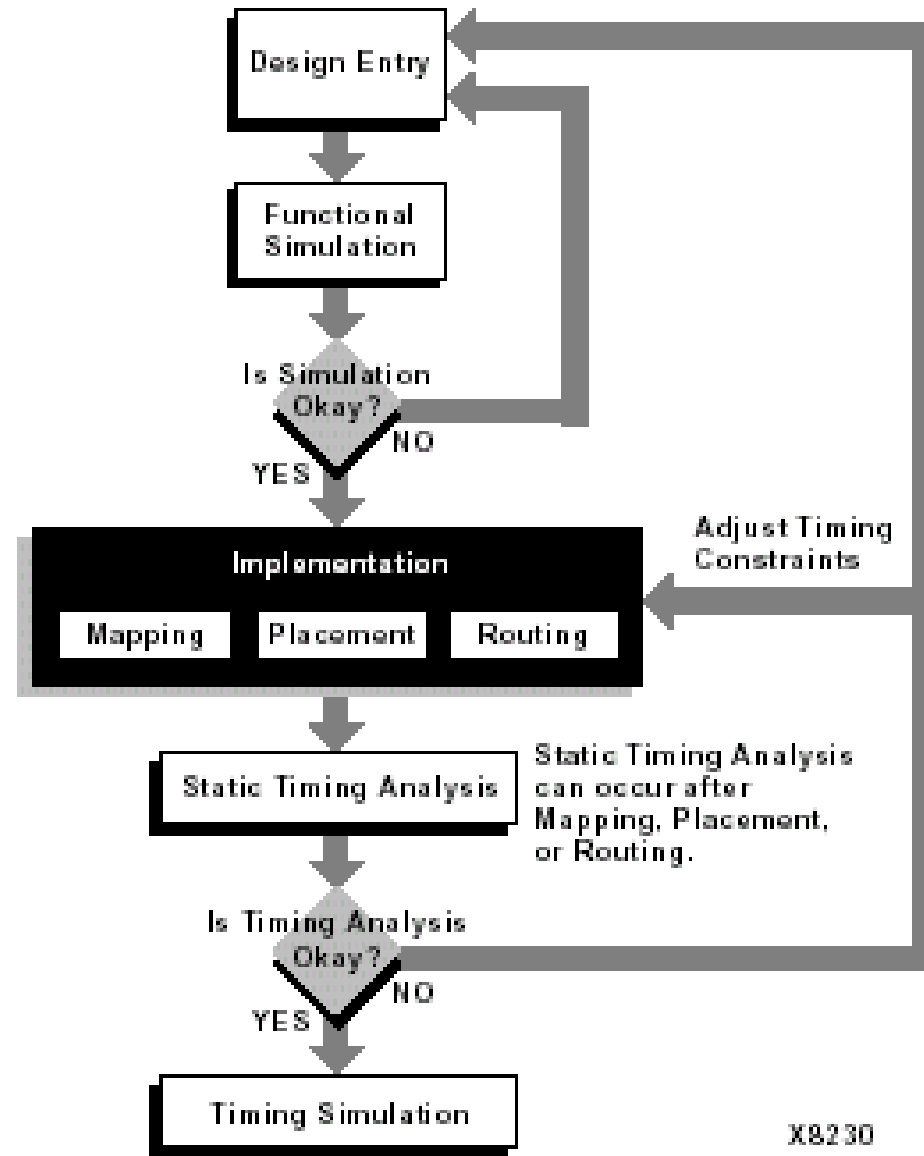 Design Entry
Functional
Simulation
Is Simulation
Okay?
NO
YES
Implementation
Mapping
Placement
Routing
Adjust Timing
Constraints
Static Timing Analysis
Static Timing Analysis
can occur after
Mapping, Placement,
or Routing.
Is Timing Analysis
Okay?
NO
YES
Timing Simulation
X8230